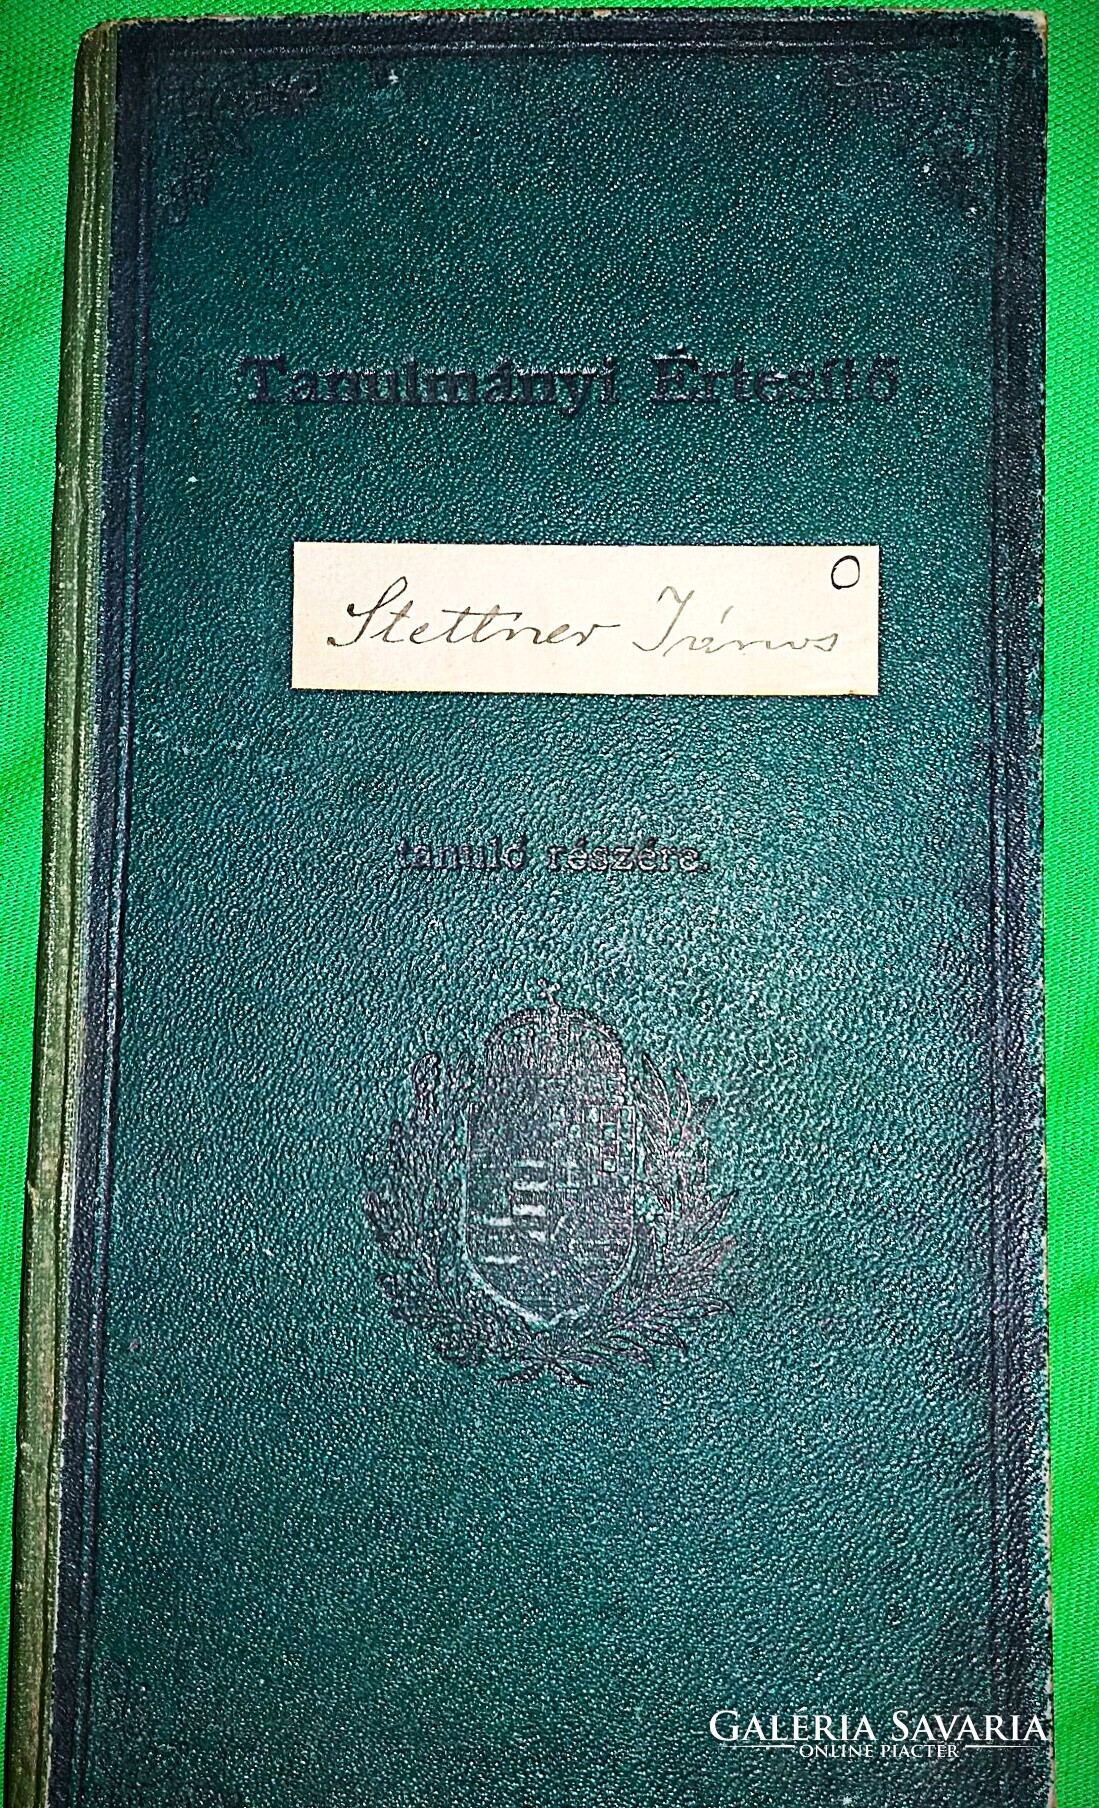 Tanulmányi Értesítő
O
Stettner János
tanuló részére.
GALÉRIA SAVARIA
ONLINE PIACTÉR